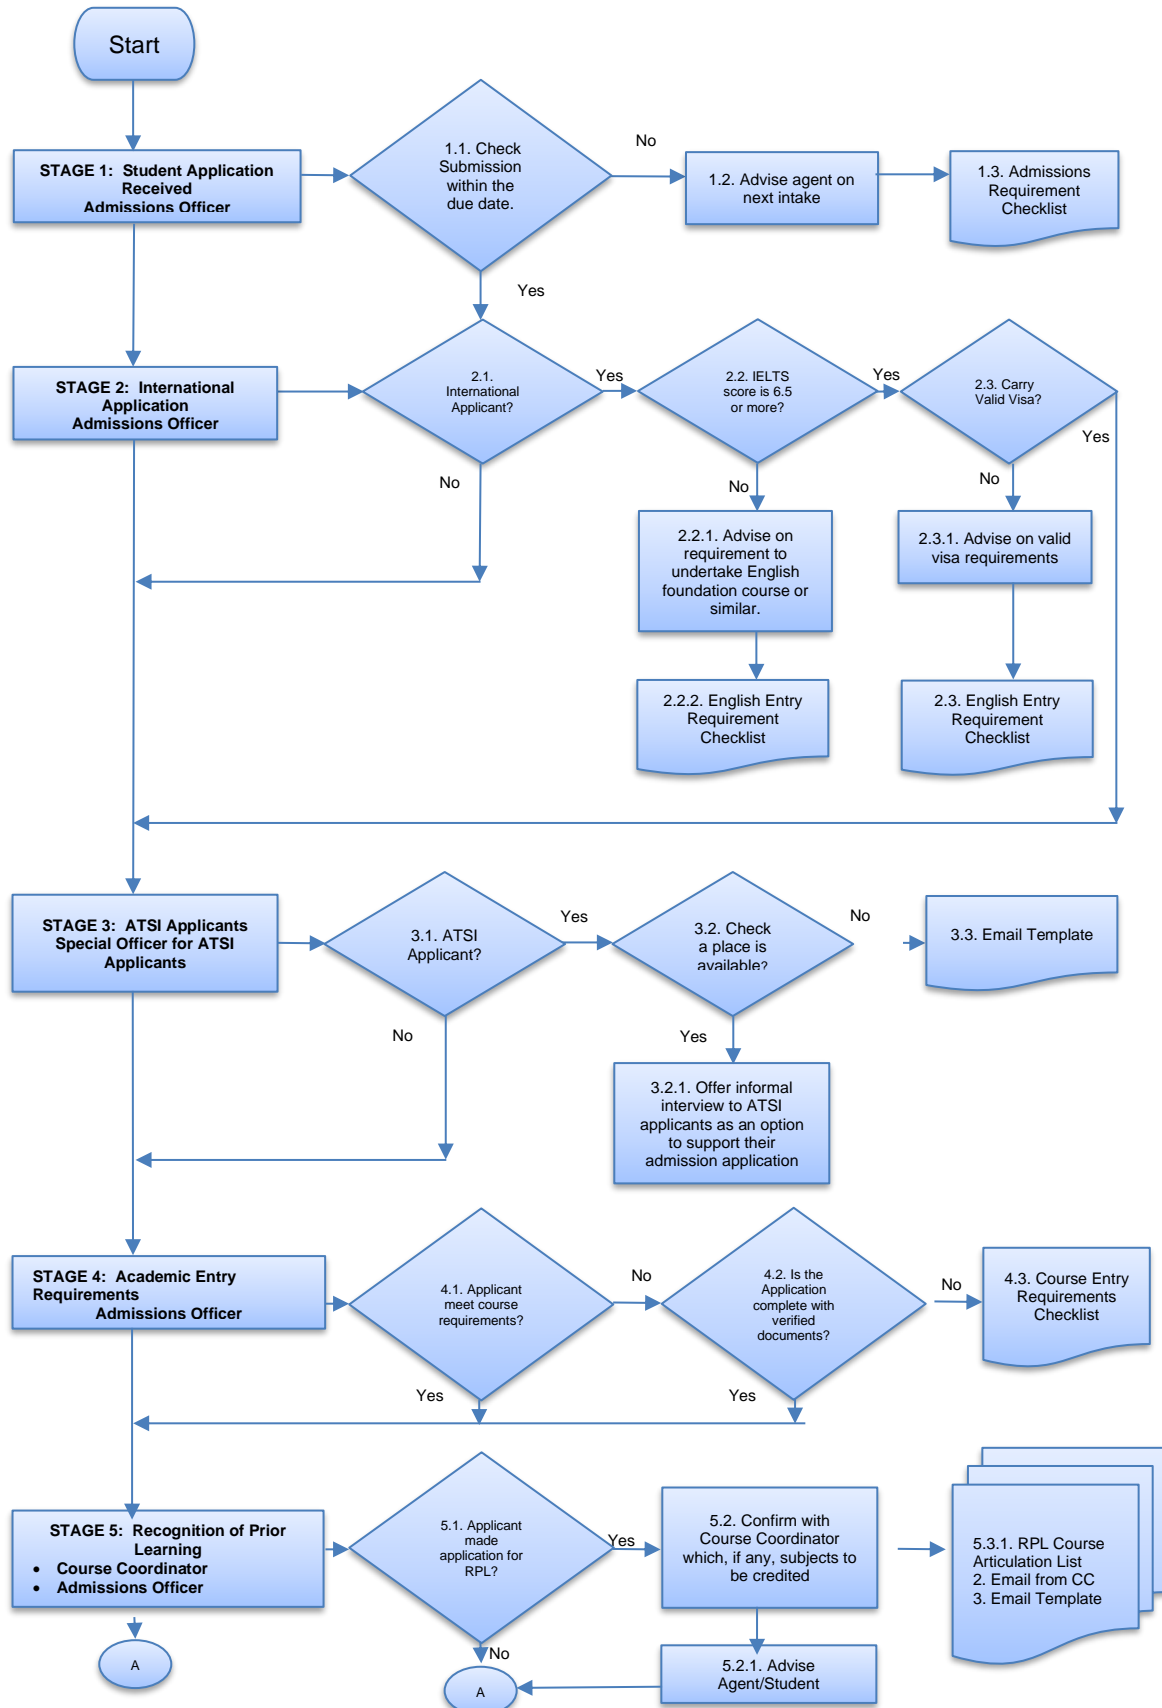 Start
STAGE 1:  Student Application
Received
Admissions Officer
1.1. Check
Submission
within the
due date.
No
1.2. Advise agent on
next intake
1.3. Admissions
Requirement
Checklist
Yes
STAGE 2:  International
Application
Admissions Officer
2.1.
International
Applicant?
Yes
2.2. IELTS
score is 6.5
or more?
Yes
2.3. Carry
Valid Visa?
Yes
No
No
No
2.2.1. Advise on
requirement to
undertake English
foundation course or
similar.
2.3.1. Advise on valid
visa requirements
2.2.2. English Entry
Requirement
Checklist
2.3. English Entry
Requirement
Checklist
STAGE 3:  ATSI Applicants
Special Officer for ATSI
Applicants
3.1. ATSI
Applicant?
Yes
3.2. Check
a place is
available?
No
3.3. Email Template
No
Yes
3.2.1. Offer informal
interview to ATSI
applicants as an option
to support their
admission application
STAGE 4:  Academic Entry
Requirements
Admissions Officer
4.1. Applicant
meet course
requirements?
No
4.2. Is the
Application
complete with
verified
documents?
No
4.3. Course Entry
Requirements
Checklist
Yes
Yes
STAGE 5:  Recognition of Prior
Learning
• Course Coordinator
• Admissions Officer
5.1. Applicant
made
application for
RPL?
Yes
5.2. Confirm with
Course Coordinator
which, if any, subjects to
be credited
5.3.1. RPL Course
Articulation List
2. Email from CC
3. Email Template
No
5.2.1. Advise
Agent/Student
A
A